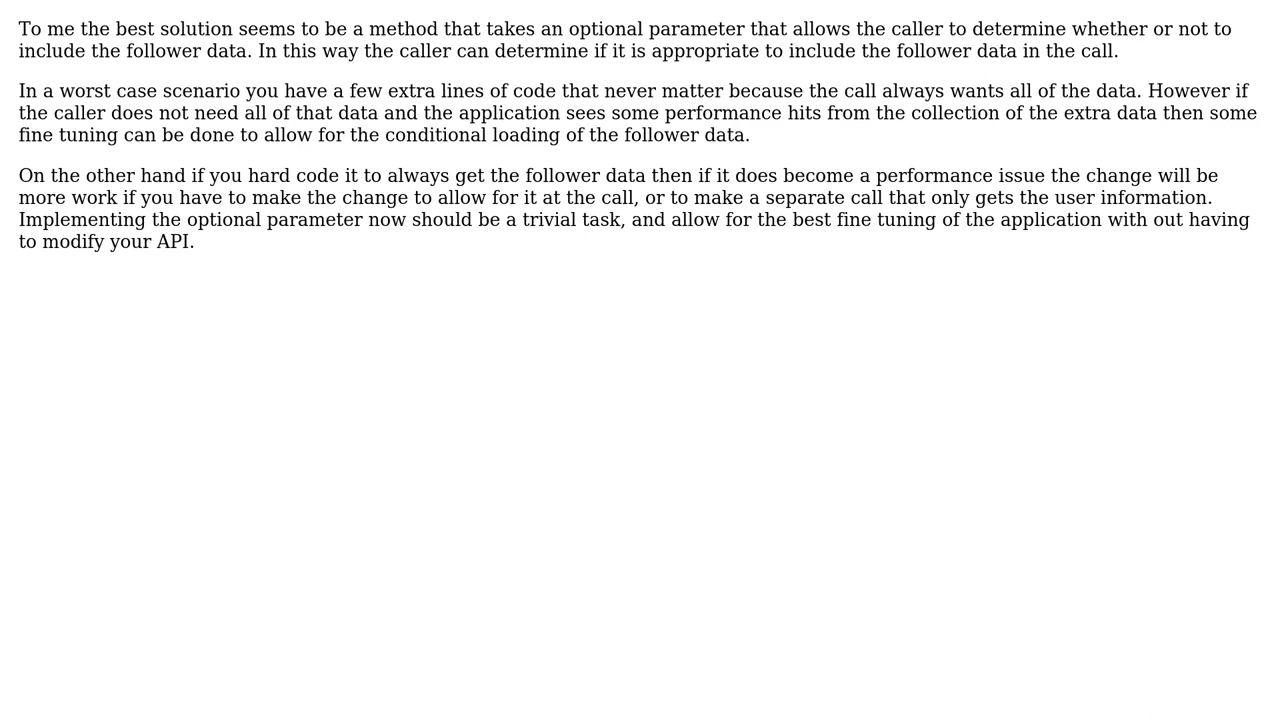 To me the best solution seems to be a method that takes an optional parameter that allows the caller to determine whether or not to
include the follower data. In this way the caller can determine if it is appropriate to include the follower data in the call.
In a worst case scenario you have a few extra lines of code that never matter because the call always wants all of the data. However if
the caller does not need all of that data and the application sees some performance hits from the collection of the extra data then some
fine tuning can be done to allow for the conditional loading of the follower data.
On the other hand if you hard code it to always get the follower data then if it does become a performance issue the change will be
more work if you have to make the change to allow for it at the call, or to make a separate call that only gets the user information.
Implementing the optional parameter now should be a trivial task, and allow for the best fine tuning of the application with out having
to modify your API.